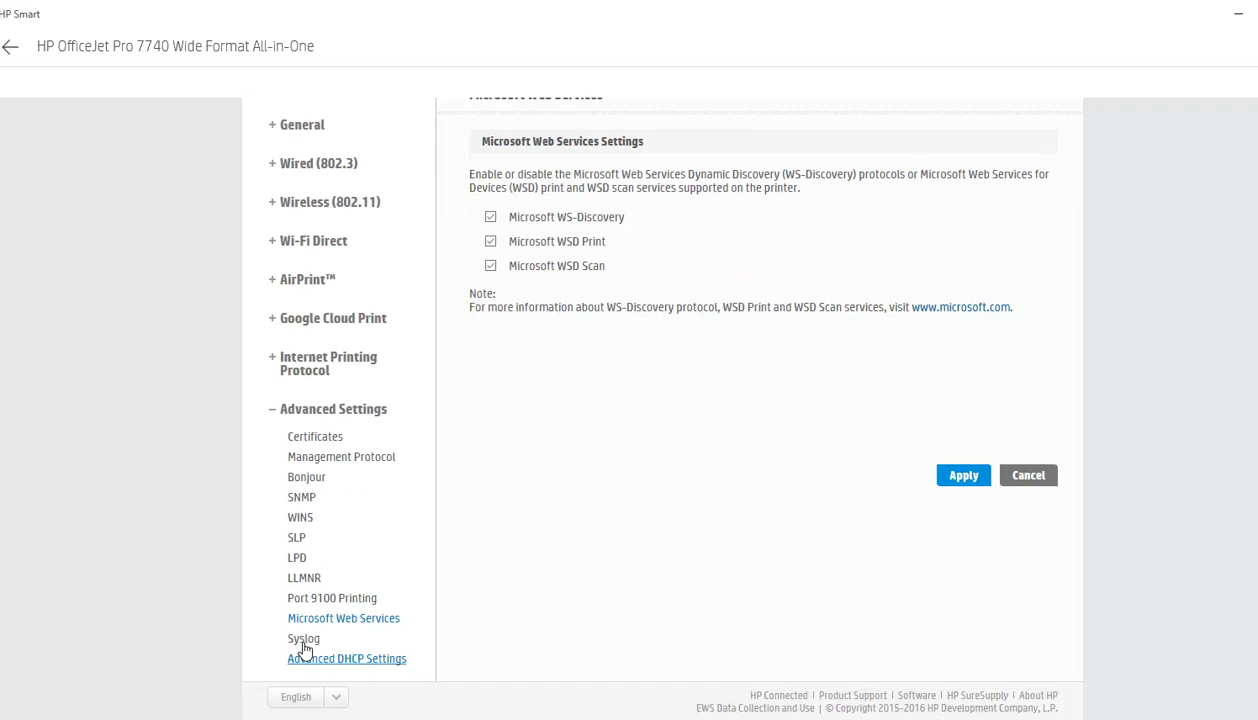 HP Smart
HP OfficeJet Pro 7740 Wide Format All-in-One
+ General
+ Wired (802.3)
+ Wireless (802.11)
+ Wi-Fi Direct
+ AirPrint™
+ Google Cloud Print
+ Internet Printing
Protocol
– Advanced Settings
Certificates
Management Protocol
Bonjour
SNMP
WINS
SLP
LPD
LLMNR
Port 9100 Printing
Microsoft Web Services
Syslog
Advanced DHCP Settings
Microsoft Web Services
Microsoft Web Services Settings
Enable or disable the Microsoft Web Services Dynamic Discovery (WS-Discovery) protocols or Microsoft Web Services for
Devices (WSD) print and WSD scan services supported on the printer.
Microsoft WS-Discovery
Microsoft WSD Print
Microsoft WSD Scan
Note:
For more information about WS-Discovery protocol, WSD Print and WSD Scan services, visit www.microsoft.com.
Apply Cancel
English
HP Connected | Product Support | Software | HP SureSupply | About HP
EWS Data Collection and Use | © Copyright 2015-2016 HP Development Company, L.P.